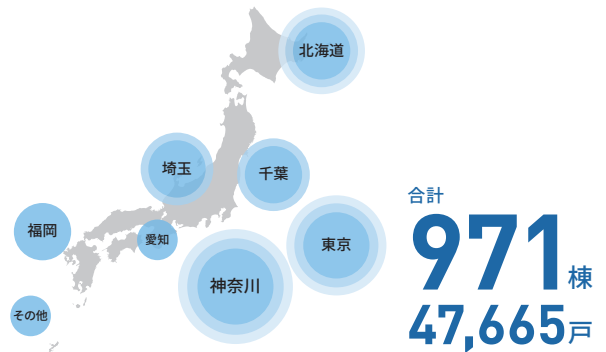 北海道
埼玉
千葉
福岡
愛知
東京
神奈川
その他
合計
971棟
47,665戸